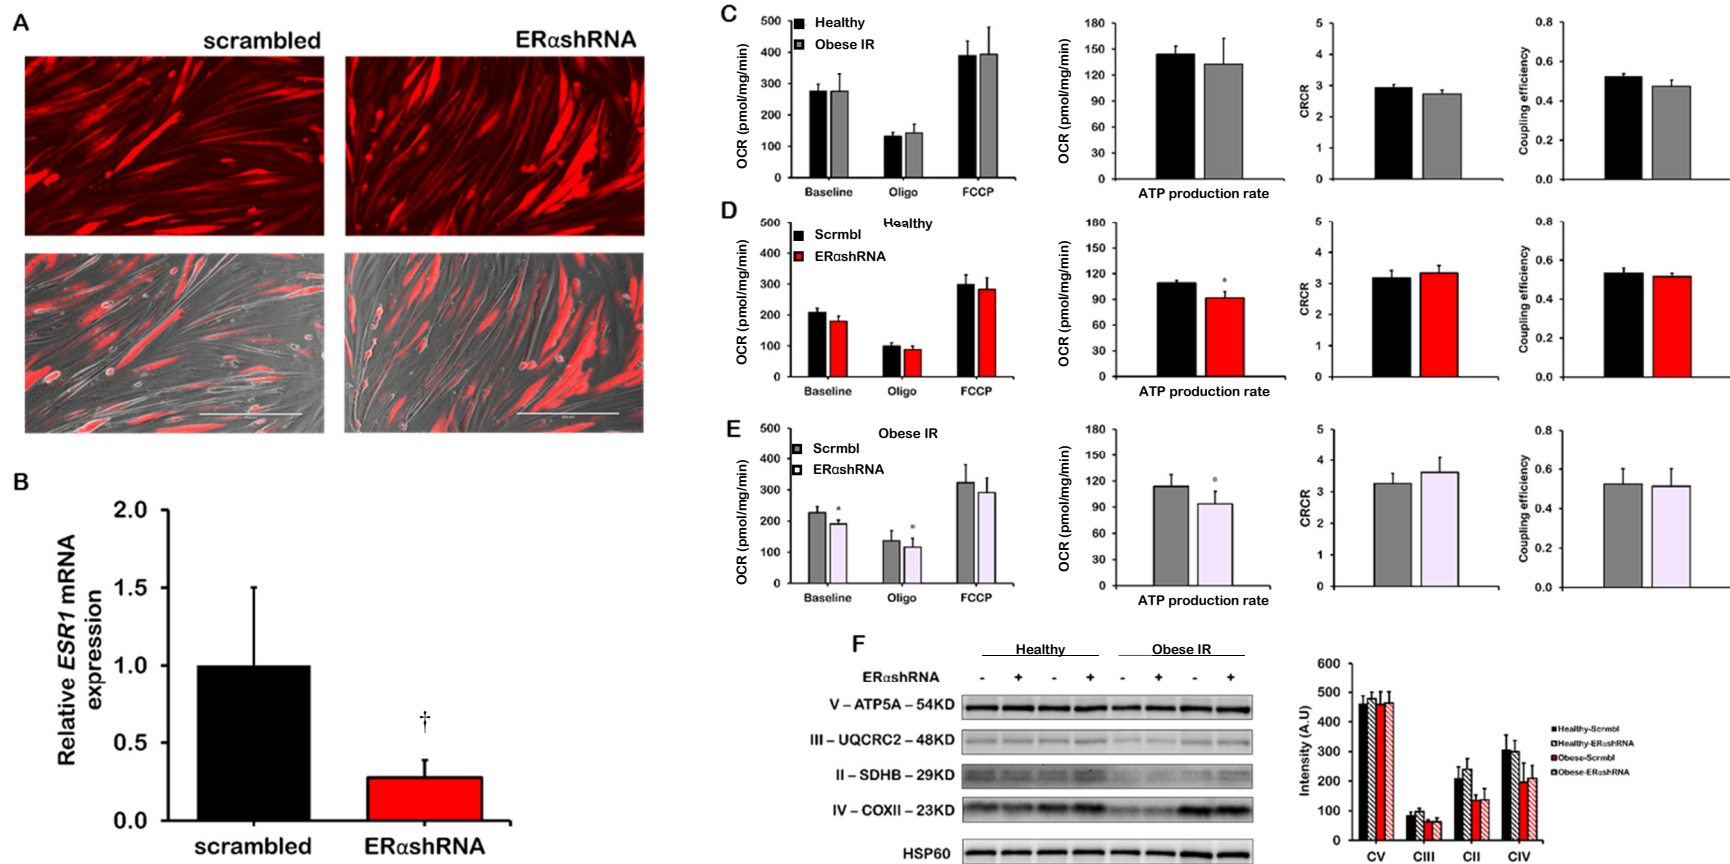 A
scrambled
ERαshRNA
B
Relative ESR1 mRNA
expression
2.0
1.5
1.0
0.5
0.0
†
scrambled
ERαshRNA
C
OCR (pmol/mg/min)
500
400
300
200
100
0
Healthy
Obese IR
Baseline
Oligo
FCCP
OCR (pmol/mg/min)
180
150
120
90
60
30
0
ATP production rate
CRCR
5
4
3
2
1
0
Coupling efficiency
0.8
0.6
0.4
0.2
0.0
D
Healthy
OCR (pmol/mg/min)
500
400
300
200
100
0
Scrmbl
ERαshRNA
Baseline
Oligo
FCCP
OCR (pmol/mg/min)
180
150
120
90
60
30
0
*
ATP production rate
CRCR
5
4
3
2
1
0
Coupling efficiency
0.8
0.6
0.4
0.2
0.0
E
Obese IR
OCR (pmol/mg/min)
500
400
300
200
100
0
Scrmbl
ERαshRNA
*
*
Baseline
Oligo
FCCP
OCR (pmol/mg/min)
180
150
120
90
60
30
0
ATP production rate
CRCR
5
4
3
2
1
0
Coupling efficiency
0.8
0.6
0.4
0.2
0.0
F
Healthy
Obese IR
ERαshRNA - + - + - + - +
V – ATP5A – 54KD
III – UQCRC2 – 48KD
II – SDHB – 29KD
IV – COXII – 23KD
HSP60
Intensity (A.U)
600
500
400
300
200
100
0
CV
CIII
CII
CIV
Healthy-Scrmbl
Healthy-ERαshRNA
Obese-Scrmbl
Obese-ERαshRNA